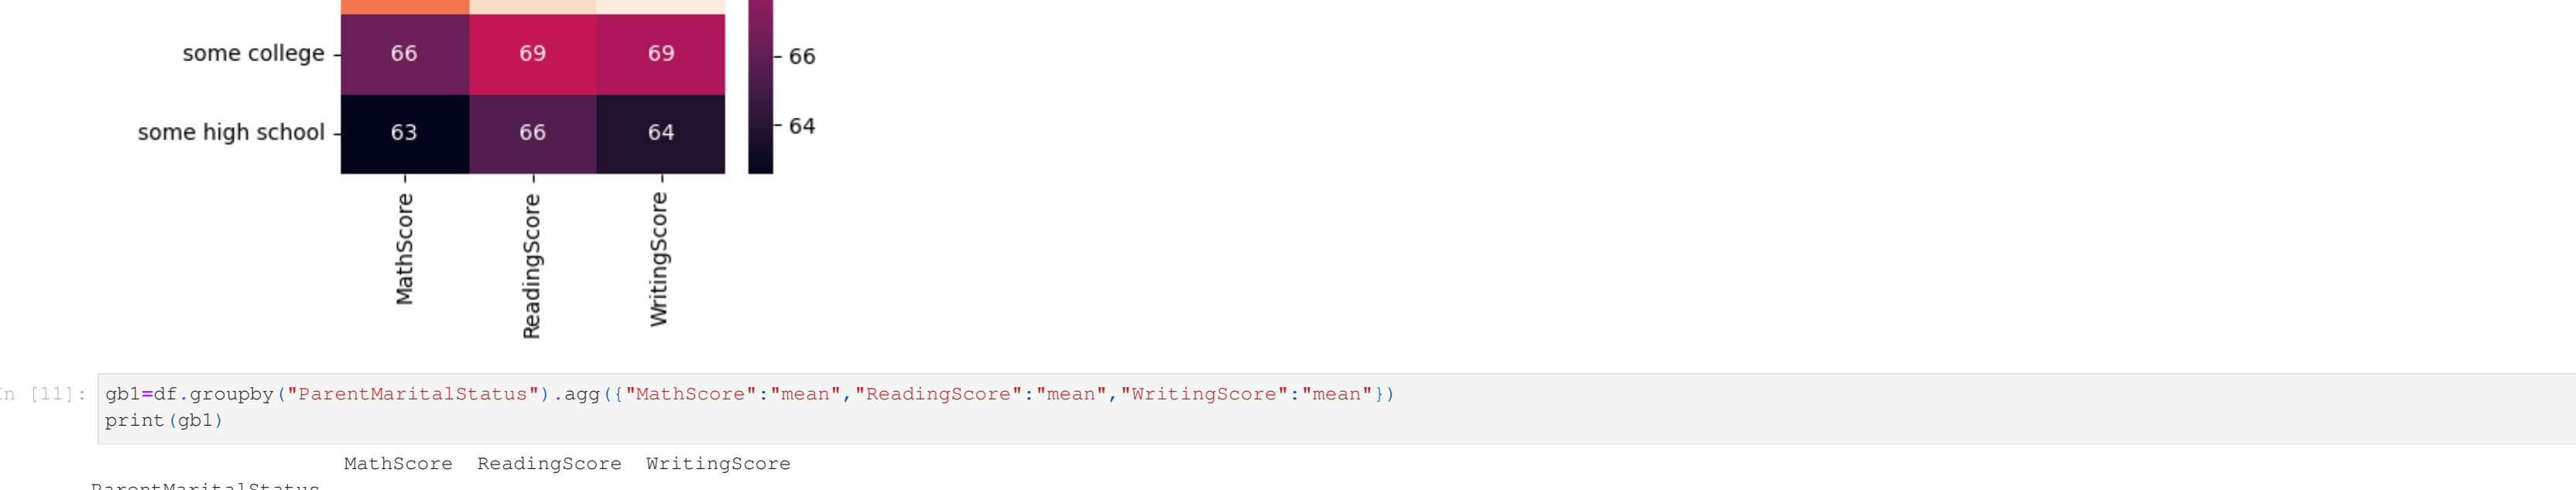 some college 66 69 69 66
some high school 63 66 64 64
MathScore
ReadingScore
WritingScore
In [11]: gb1=df.groupby("ParentMaritalStatus").agg({"MathScore":"mean","ReadingScore":"mean","WritingScore":"mean"})
print(gb1)
MathScore ReadingScore WritingScore
ParentMaritalStatus